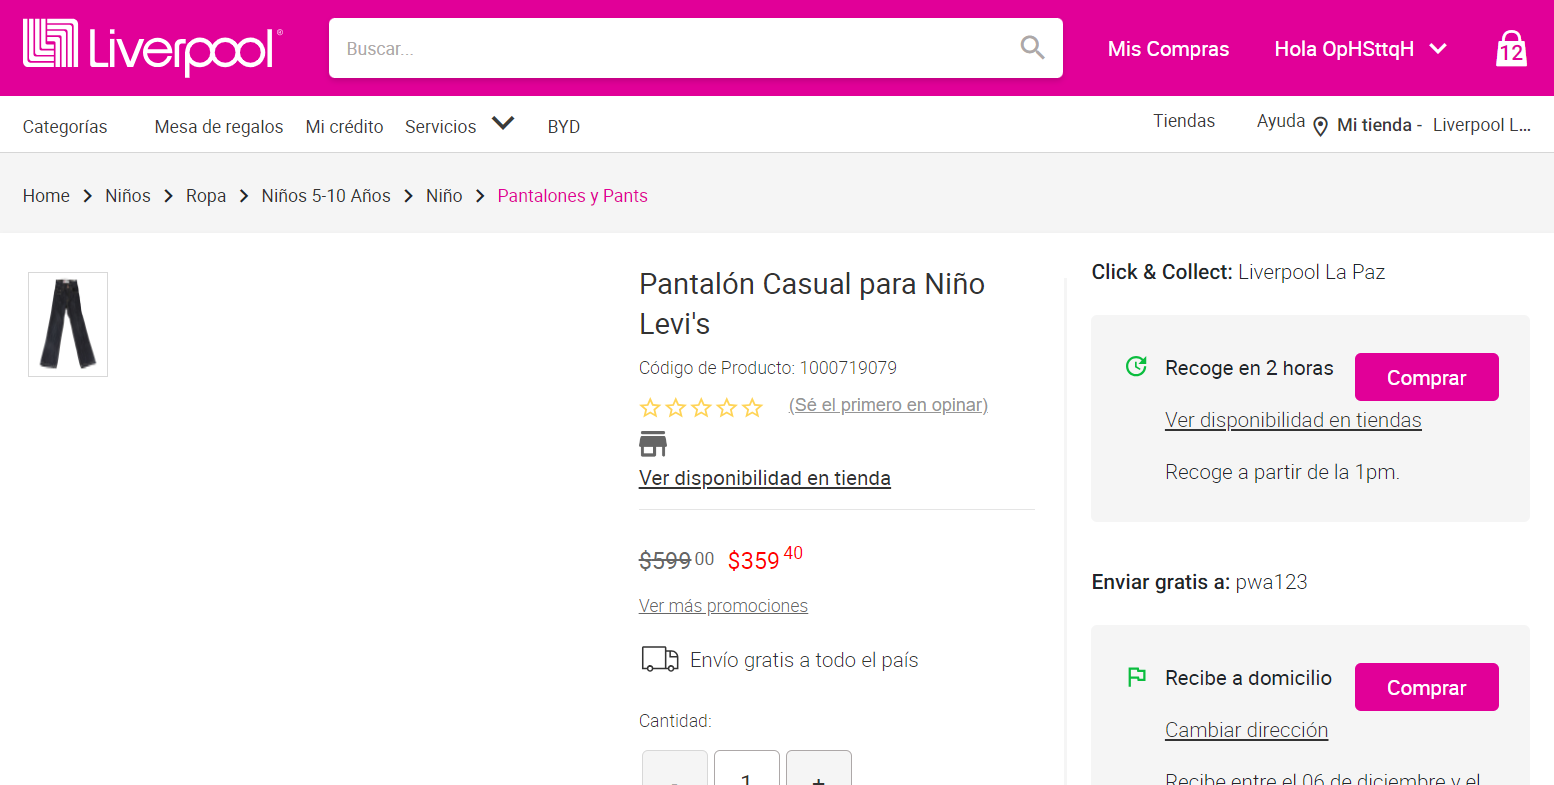 Liverpool®
Buscar...
Mis Compras
Hola OpHSttqH
12
Categorías
Mesa de regalos
Mi crédito
Servicios
BYD
Tiendas
Ayuda
Mi tienda - Liverpool L...
Home > Niños > Ropa > Niños 5-10 Años > Niño > Pantalones y Pants
Pantalón Casual para Niño
Levi's
Código de Producto: 1000719079
(Sé el primero en opinar)
Ver disponibilidad en tienda
$599 00 $359 40
Ver más promociones
Envío gratis a todo el país
Cantidad:
- 1 +
Click & Collect: Liverpool La Paz
Recoge en 2 horas
Comprar
Ver disponibilidad en tiendas
Recoge a partir de la 1pm.
Enviar gratis a: pwa123
Recibe a domicilio
Comprar
Cambiar dirección
Recibe entre el 06 de diciembre y el